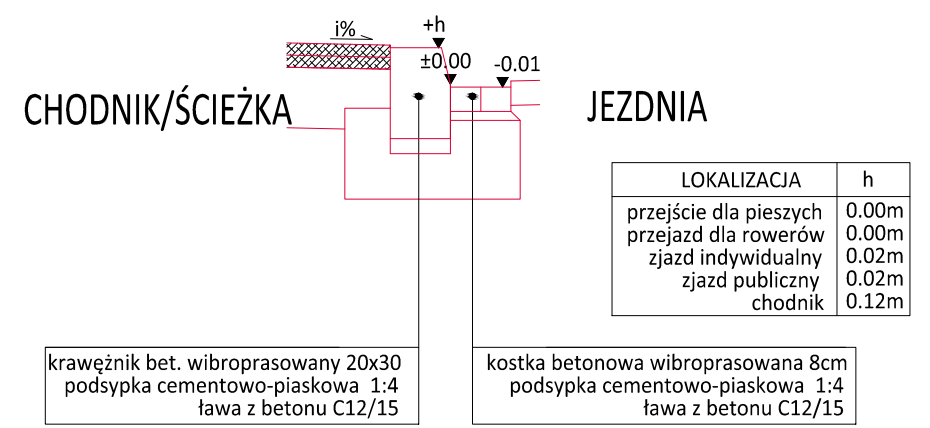 i%
+h
±0.00
-0.01
CHODNIK/ŚCIEŻKA
JEZDNIA
LOKALIZACJA h
przejście dla pieszych 0.00m
przejazd dla rowerów 0.00m
zjazd indywidualny 0.02m
zjazd publiczny 0.02m
chodnik 0.12m
krawężnik bet. wibroprasowany 20x30
podsypka cementowo-piaskowa 1:4
ława z betonu C12/15
kostka betonowa wibroprasowana 8cm
podsypka cementowo-piaskowa 1:4
ława z betonu C12/15